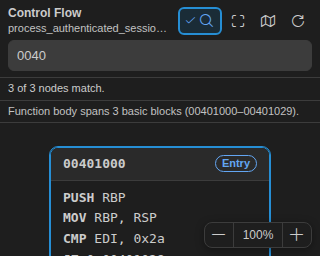 Control Flow
process_authenticated_sessio…
0040
3 of 3 nodes match.
Function body spans 3 basic blocks (00401000–00401029).
00401000
Entry
PUSH RBP
MOV RBP, RSP
CMP EDI, 0x2a
100%